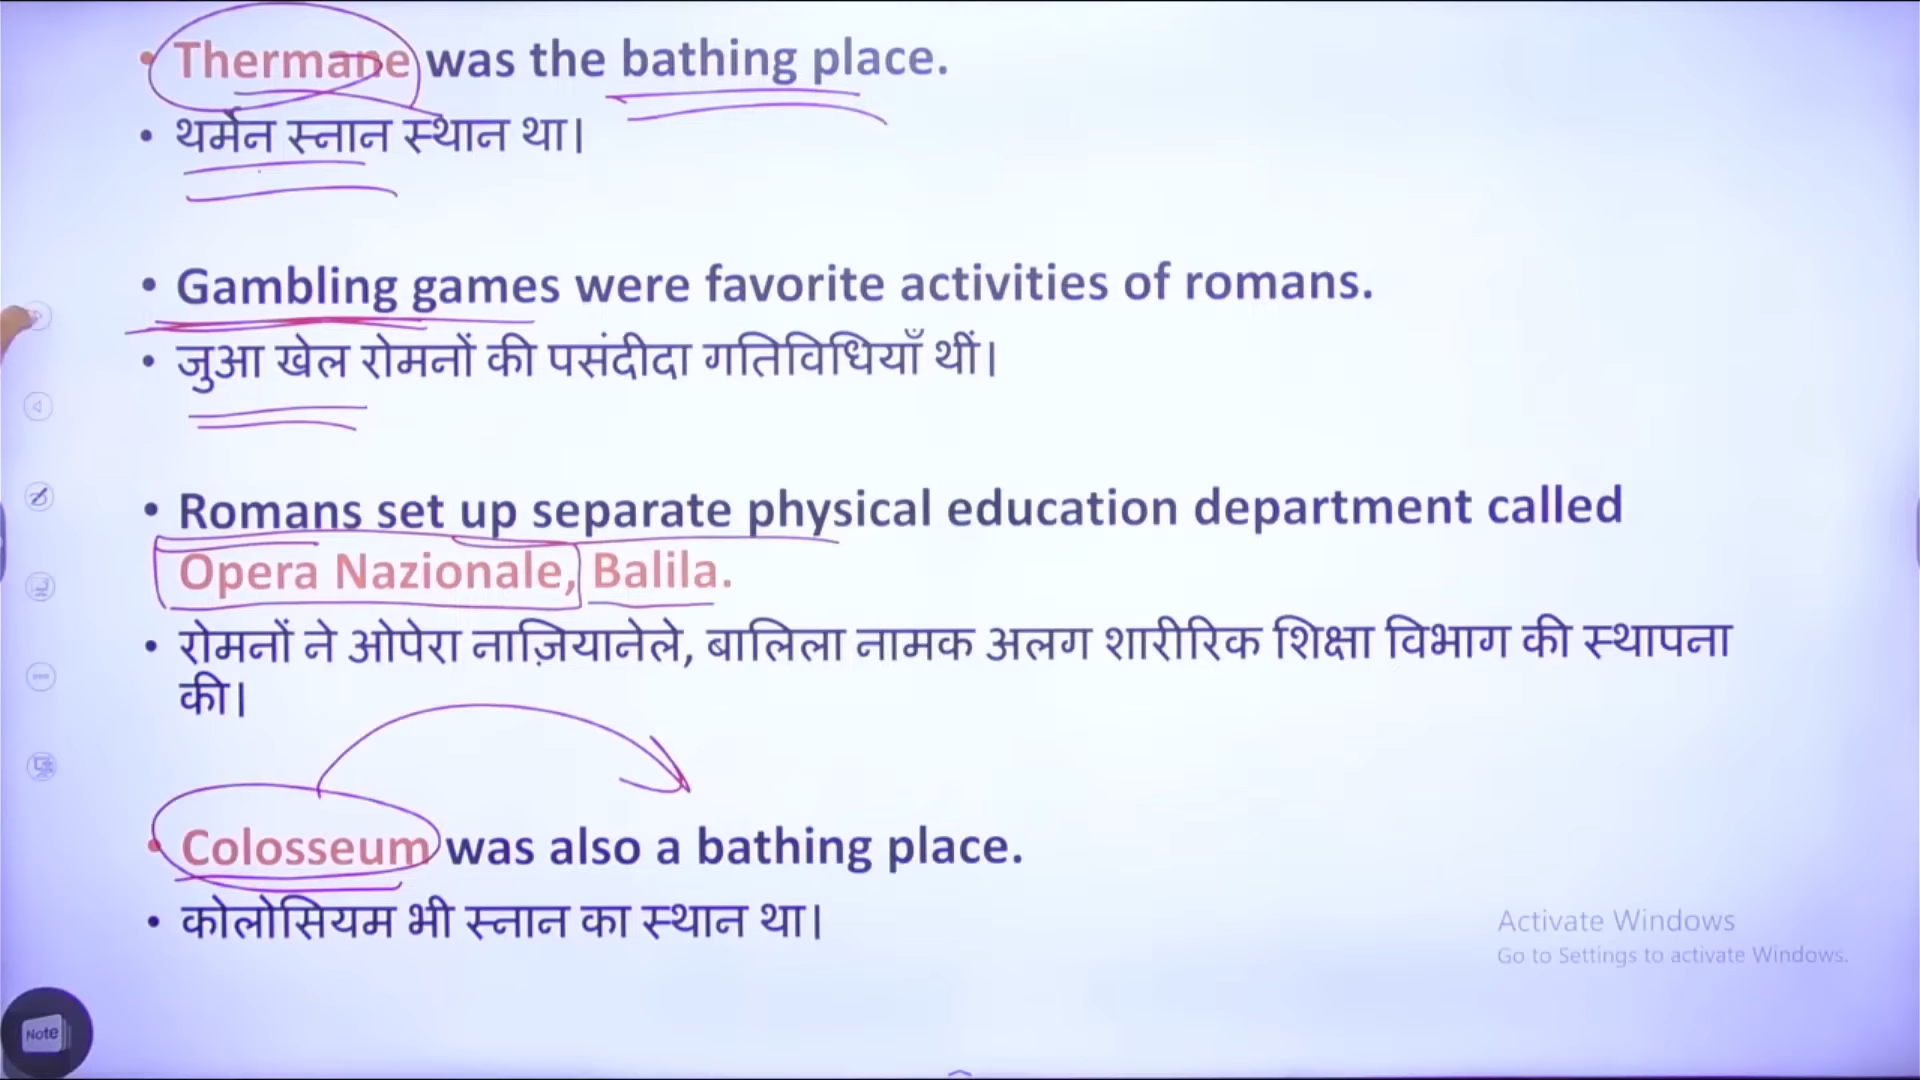 • Thermane was the bathing place.
• थर्मेन स्नान स्थान था।
• Gambling games were favorite activities of romans.
• जुआ खेल रोमनों की पसंदीदा गतिविधियाँ थीं।
• Romans set up separate physical education department called
Opera Nazionale, Balila.
• रोमनों ने ओपेरा नाज़ियानेले, बालिला नामक अलग शारीरिक शिक्षा विभाग की स्थापना
की।
• Colosseum was also a bathing place.
• कोलोसियम भी स्नान का स्थान था।
Activate Windows
Go to Settings to activate Windows.
Note